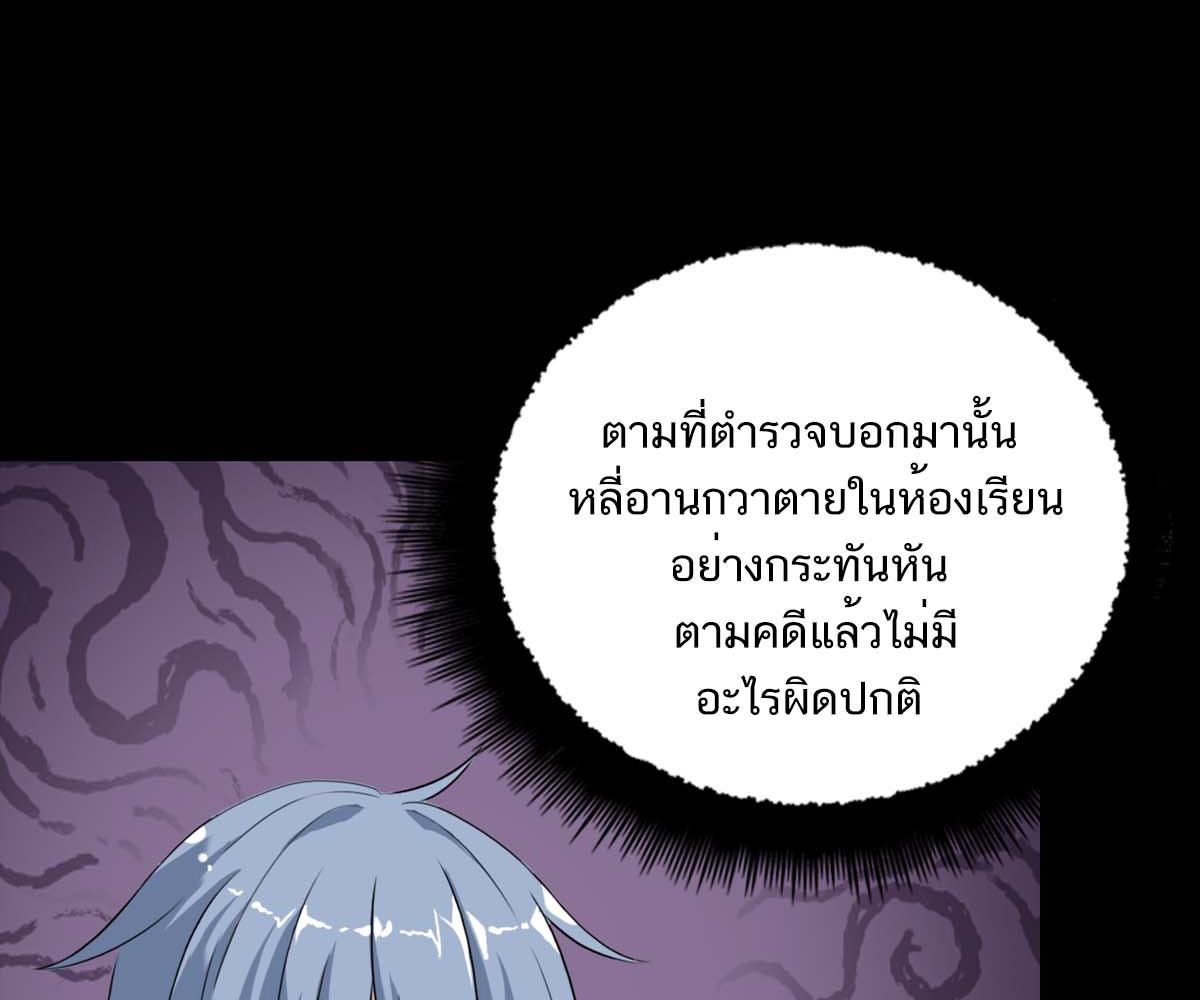 ตามที่ตำรวจบอกมานั้น
หลี่อานกวาตายในห้องเรียน
อย่างกระทันหัน
ตามคดีแล้วไม่มี
อะไรผิดปกติ